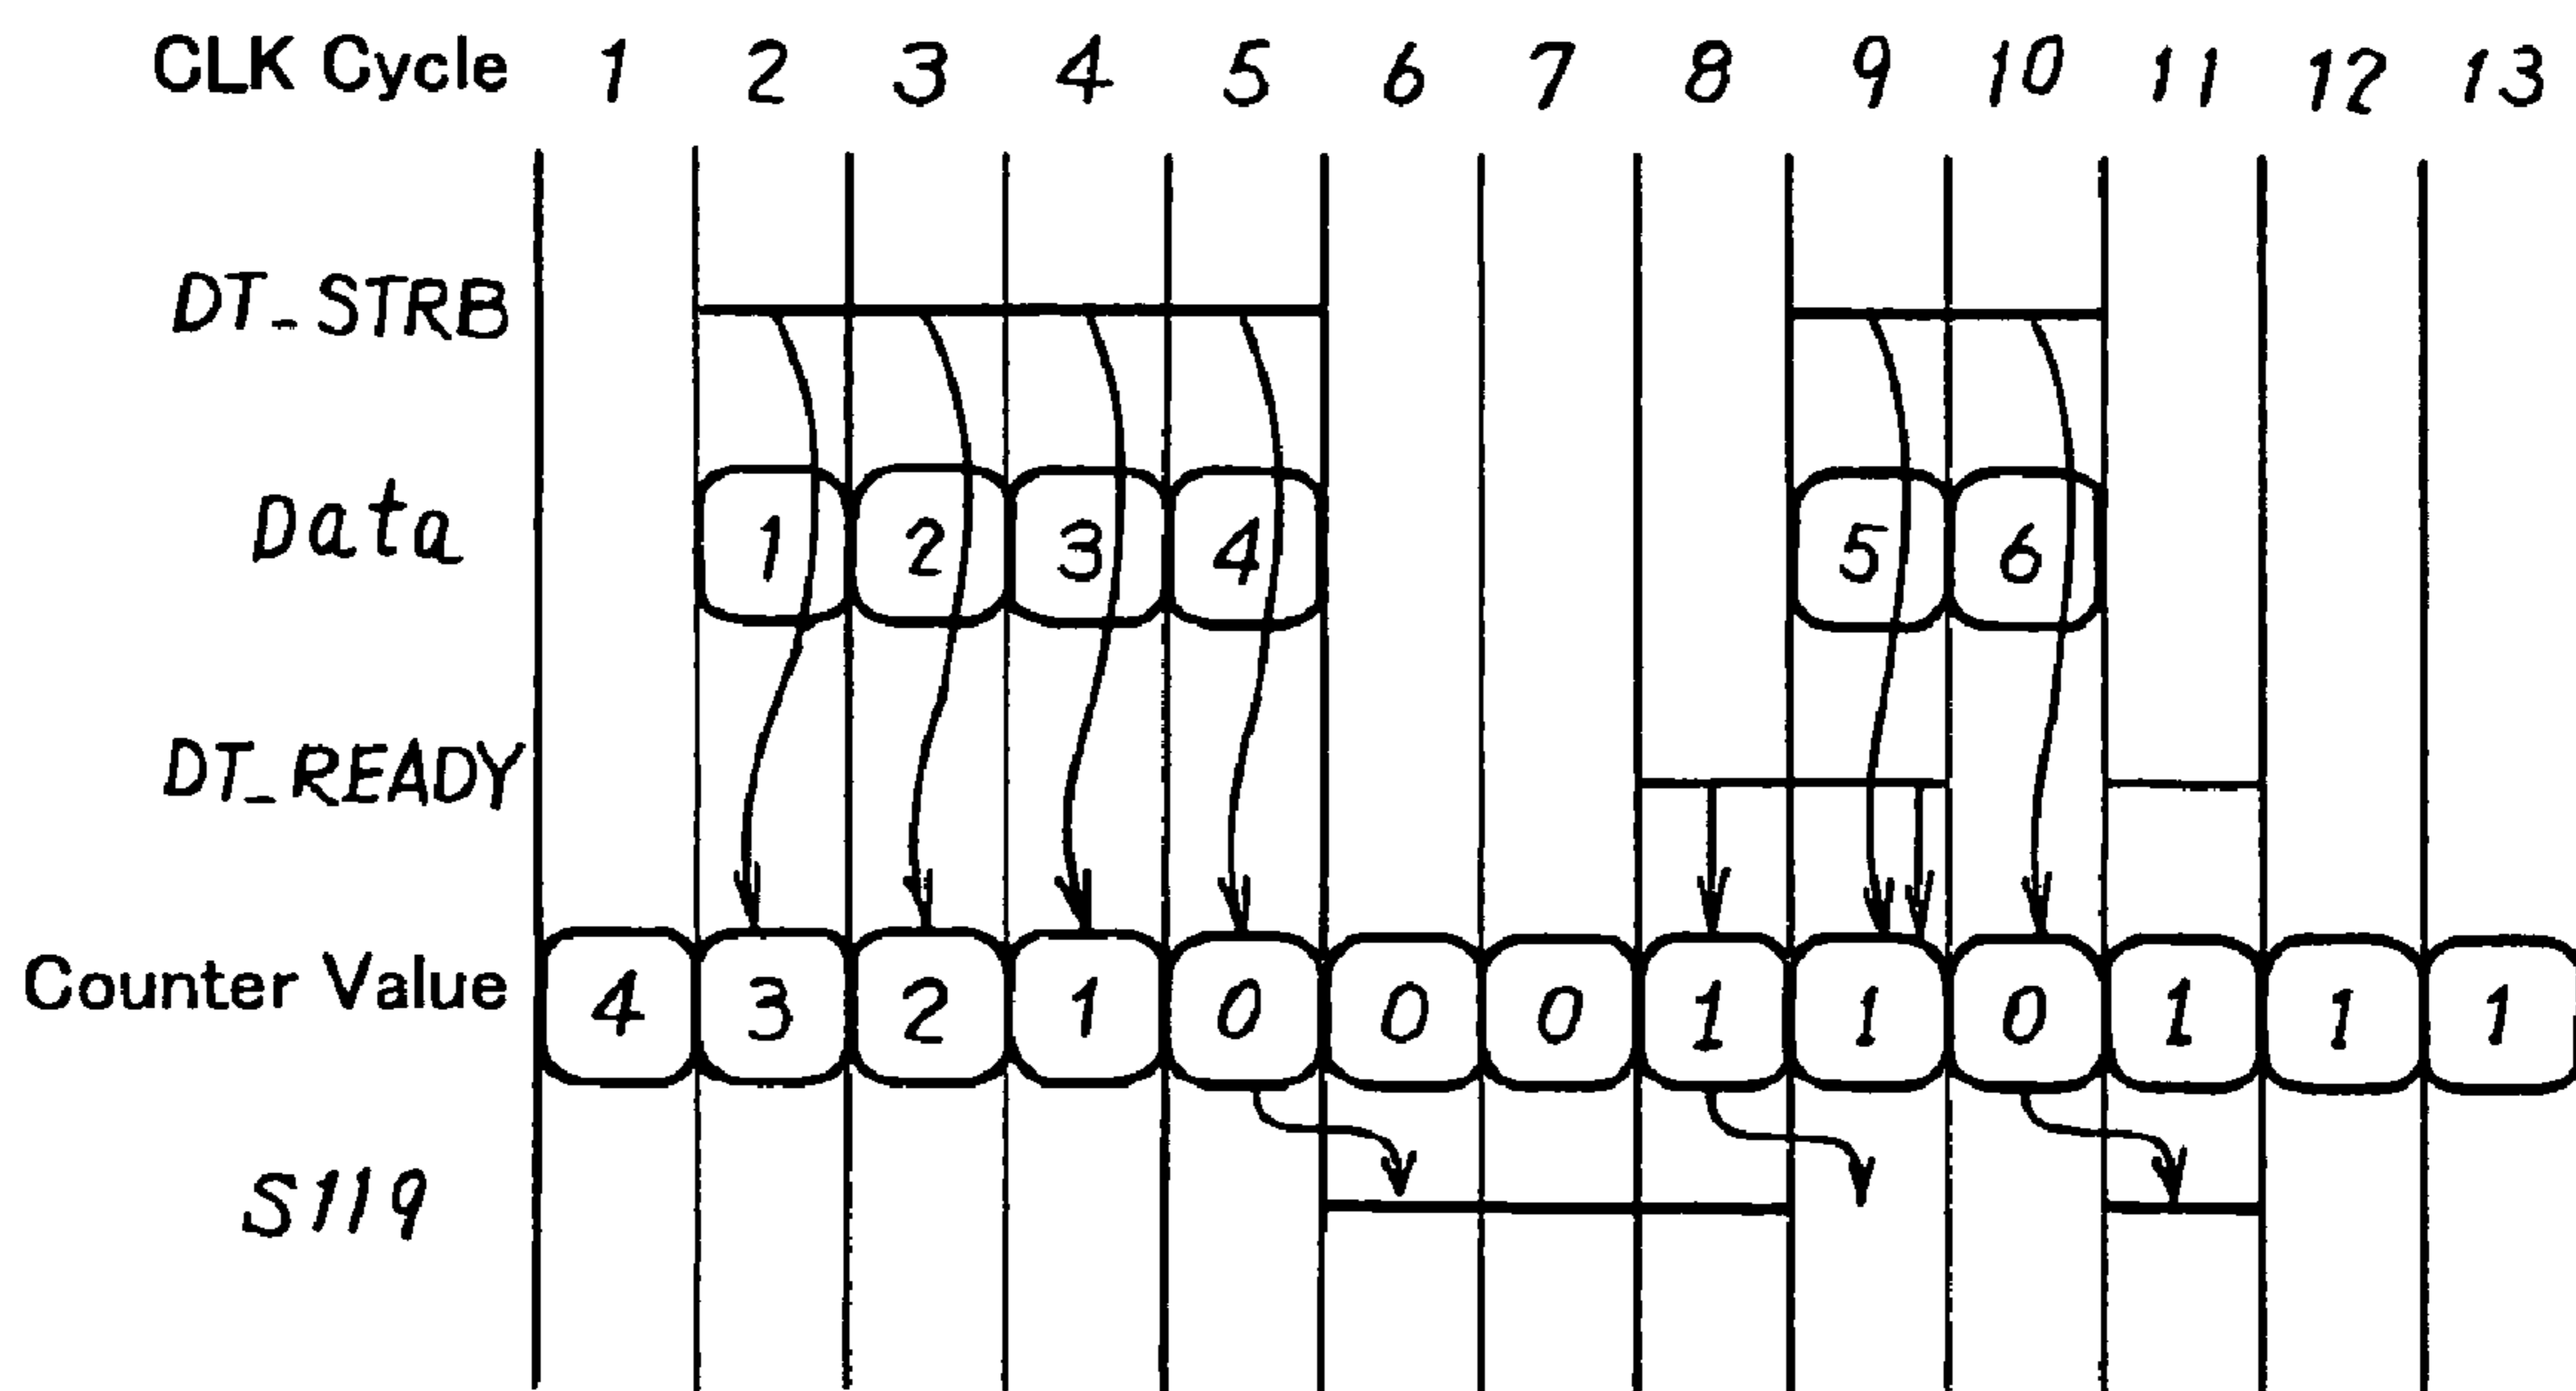 CLK Cycle 1 2 3 4 5 6 7 8 9 10 11 12 13
DT_STRB
Data 1 2 3 4 5 6
DT_READY
Counter Value 4 3 2 1 0 0 0 1 1 0 1 1 1
S119